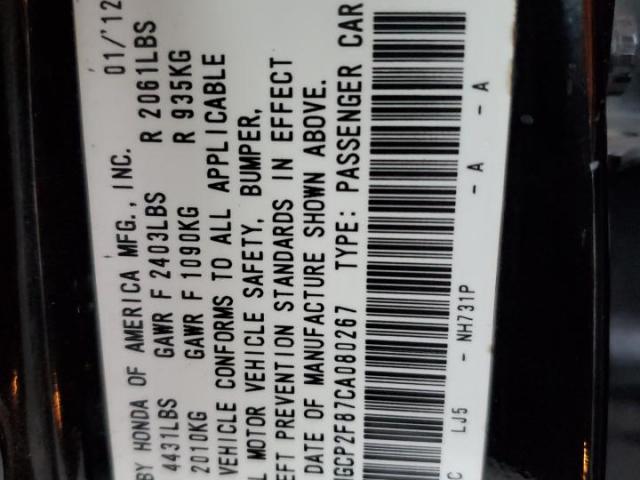 BY HONDA OF AMERICA MFG., INC. 01/'12
4431LBS GAWR F 2403LBS R 2061LBS
2010KG GAWR F 1090KG R 935KG
VEHICLE CONFORMS TO ALL APPLICABLE
MOTOR VEHICLE SAFETY, BUMPER,
PREVENTION STANDARDS IN EFFECT
DATE OF MANUFACTURE SHOWN ABOVE.
GCP2F87CA080267 TYPE: PASSENGER CAR
C LJ5 - NH731P - A - A